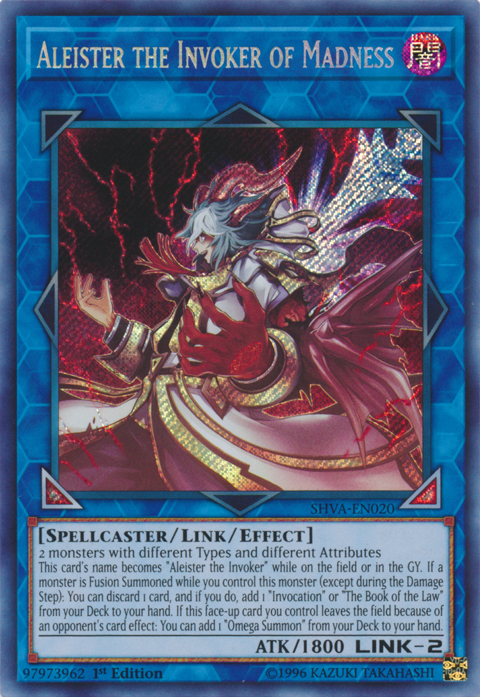 ALEISTER THE INVOKER OF MADNESS
DARK
闇
SHVA-EN020
[SPELLCASTER/LINK/EFFECT]
2 monsters with different Types and different Attributes
This card's name becomes "Aleister the Invoker" while on the field or in the GY. If a
monster is Fusion Summoned while you control this monster (except during the Damage
Step): You can discard 1 card, and if you do, add 1 "Invocation" or "The Book of the Law"
from your Deck to your hand. If this face-up card you control leaves the field because of
an opponent's card effect: You can add 1 "Omega Summon" from your Deck to your hand.
ATK/1800 LINK-2
97973962 1st Edition ©1996 KAZUKI TAKAHASHI